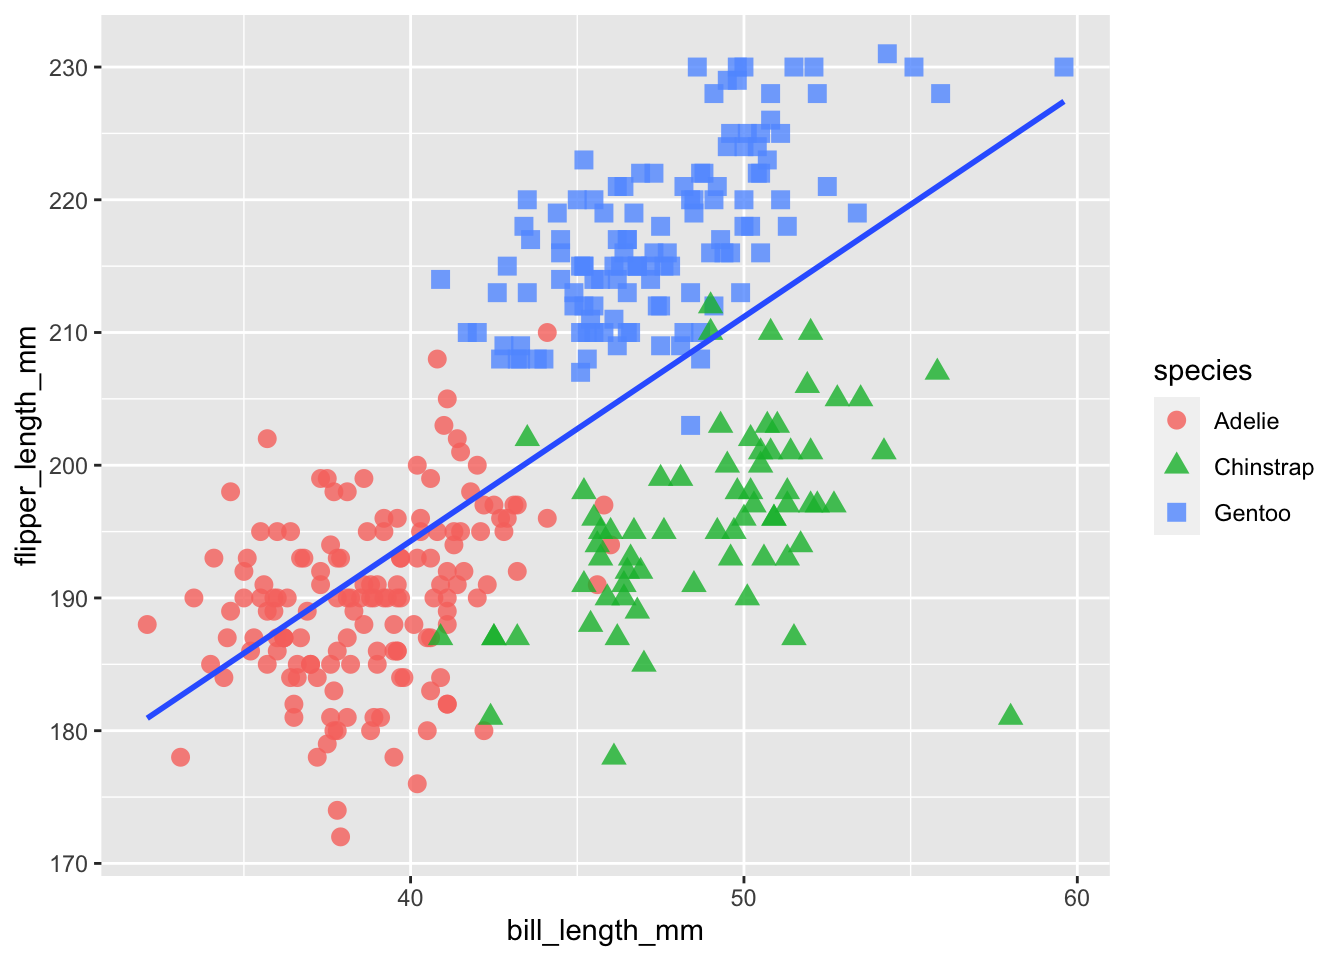 230
220
210
200
190
180
170
flipper_length_mm
40 50 60
bill_length_mm
species
Adelie
Chinstrap
Gentoo